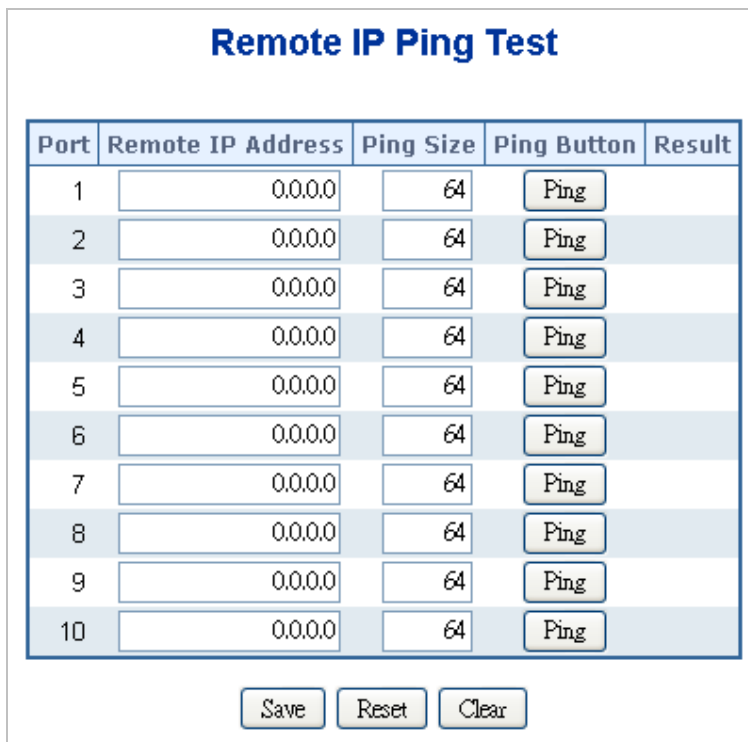 Remote IP Ping Test
Port Remote IP Address Ping Size Ping Button Result
1 0.0.0.0 64 Ping
2 0.0.0.0 64 Ping
3 0.0.0.0 64 Ping
4 0.0.0.0 64 Ping
5 0.0.0.0 64 Ping
6 0.0.0.0 64 Ping
7 0.0.0.0 64 Ping
8 0.0.0.0 64 Ping
9 0.0.0.0 64 Ping
10 0.0.0.0 64 Ping
Save Reset Clear